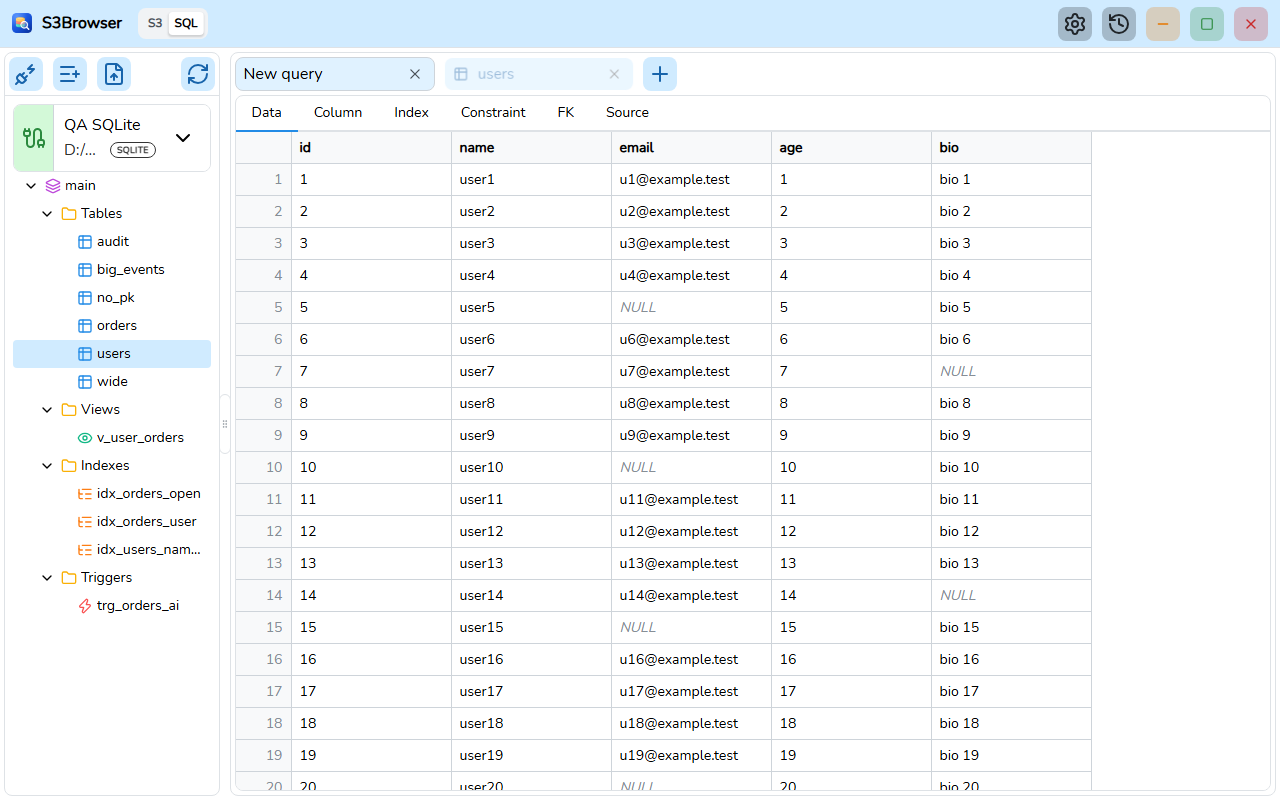 S3Browser S3 SQL
New query users
QA SQLite
D:/... SQLITE
main
Tables
audit
big_events
no_pk
orders
users
wide
Views
v_user_orders
Indexes
idx_orders_open
idx_orders_user
idx_users_nam...
Triggers
trg_orders_ai
Data Column Index Constraint FK Source
id name email age bio
1 1 user1 u1@example.test 1 bio 1
2 2 user2 u2@example.test 2 bio 2
3 3 user3 u3@example.test 3 bio 3
4 4 user4 u4@example.test 4 bio 4
5 5 user5 NULL 5 bio 5
6 6 user6 u6@example.test 6 bio 6
7 7 user7 u7@example.test 7 NULL
8 8 user8 u8@example.test 8 bio 8
9 9 user9 u9@example.test 9 bio 9
10 10 user10 NULL 10 bio 10
11 11 user11 u11@example.test 11 bio 11
12 12 user12 u12@example.test 12 bio 12
13 13 user13 u13@example.test 13 bio 13
14 14 user14 u14@example.test 14 NULL
15 15 user15 NULL 15 bio 15
16 16 user16 u16@example.test 16 bio 16
17 17 user17 u17@example.test 17 bio 17
18 18 user18 u18@example.test 18 bio 18
19 19 user19 u19@example.test 19 bio 19
20 20 user20 NULL 20 bio 20